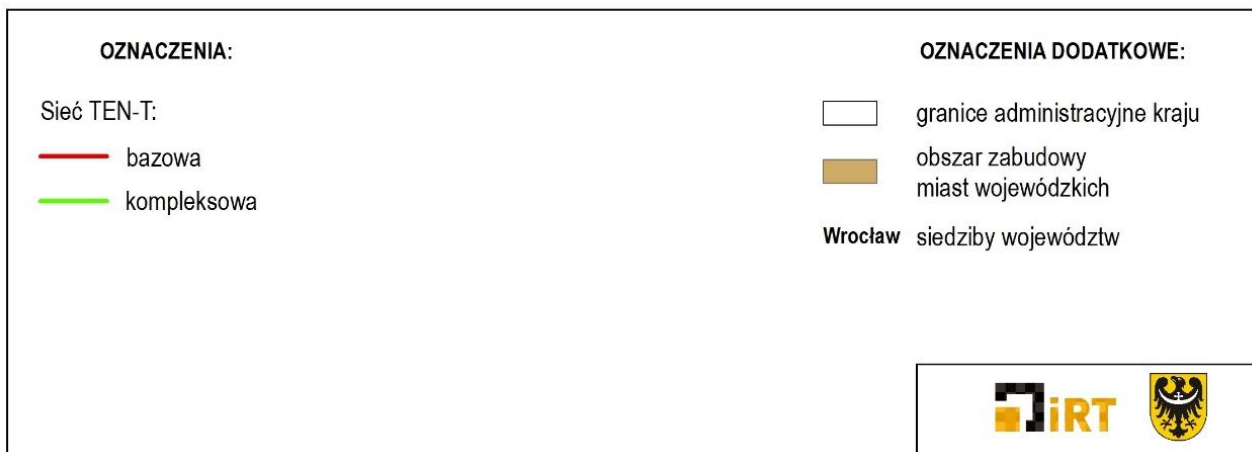 OZNACZENIA:
Sieć TEN-T:
bazowa
kompleksowa
OZNACZENIA DODATKOWE:
granice administracyjne kraju
obszar zabudowy
miast wojewódzkich
Wrocław siedziby województw
iRT